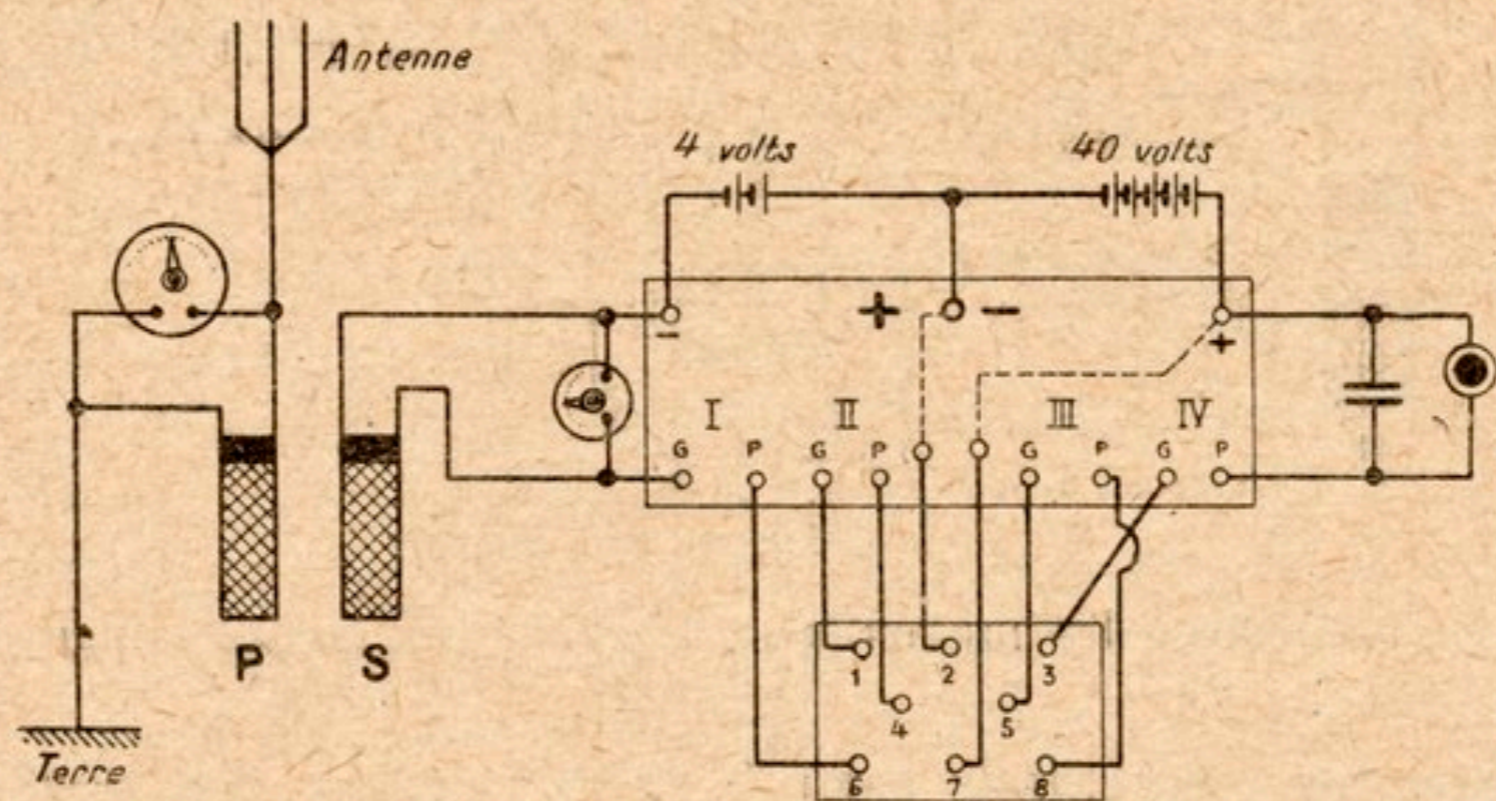 Antenne
4 volts
40 volts
+ −
− +
I II III IV
G P G P G P G P
P S
1 2 3
4 5
6 7 8
Terre